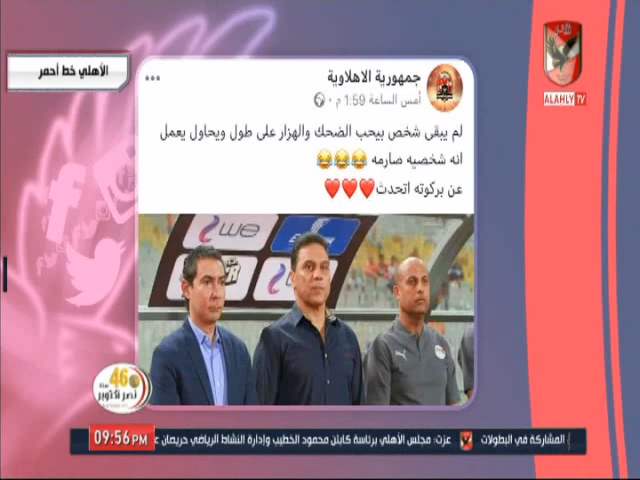 الأهلي خط أحمر
ALAHLY TV
جمهورية الاهلاوية
أمس الساعة 1:59 م
لم يبقى شخص بيحب الضحك والهزار على طول ويحاول يعمل
انه شخصيه صارمه 😂😂😂
عن بركوته اتحدث❤❤❤
we
46 سنة
نصر أكتوبر
09:56 PM
المشاركة في البطولات
عزت: مجلس الأهلي برئاسة كابتن محمود الخطيب وإدارة النشاط الرياضي حريصان ع